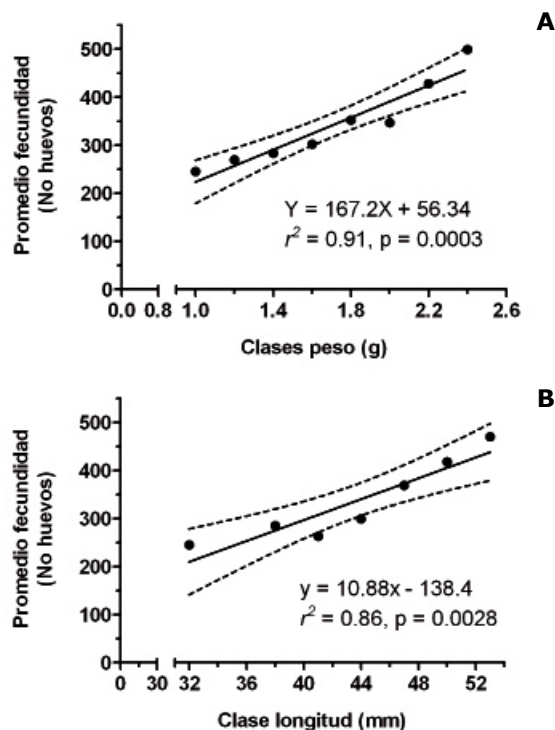 A
Promedio fecundidad
(No huevos)
500
400
300
200
100
0
0.0 0.8 1.0 1.4 1.8 2.2 2.6
Y = 167.2X + 56.34
r² = 0.91, p = 0.0003
Clases peso (g)
B
Promedio fecundidad
(No huevos)
500
400
300
200
100
0
0 30 32 36 40 44 48 52
y = 10.88x - 138.4
r² = 0.86, p = 0.0028
Clase longitud (mm)